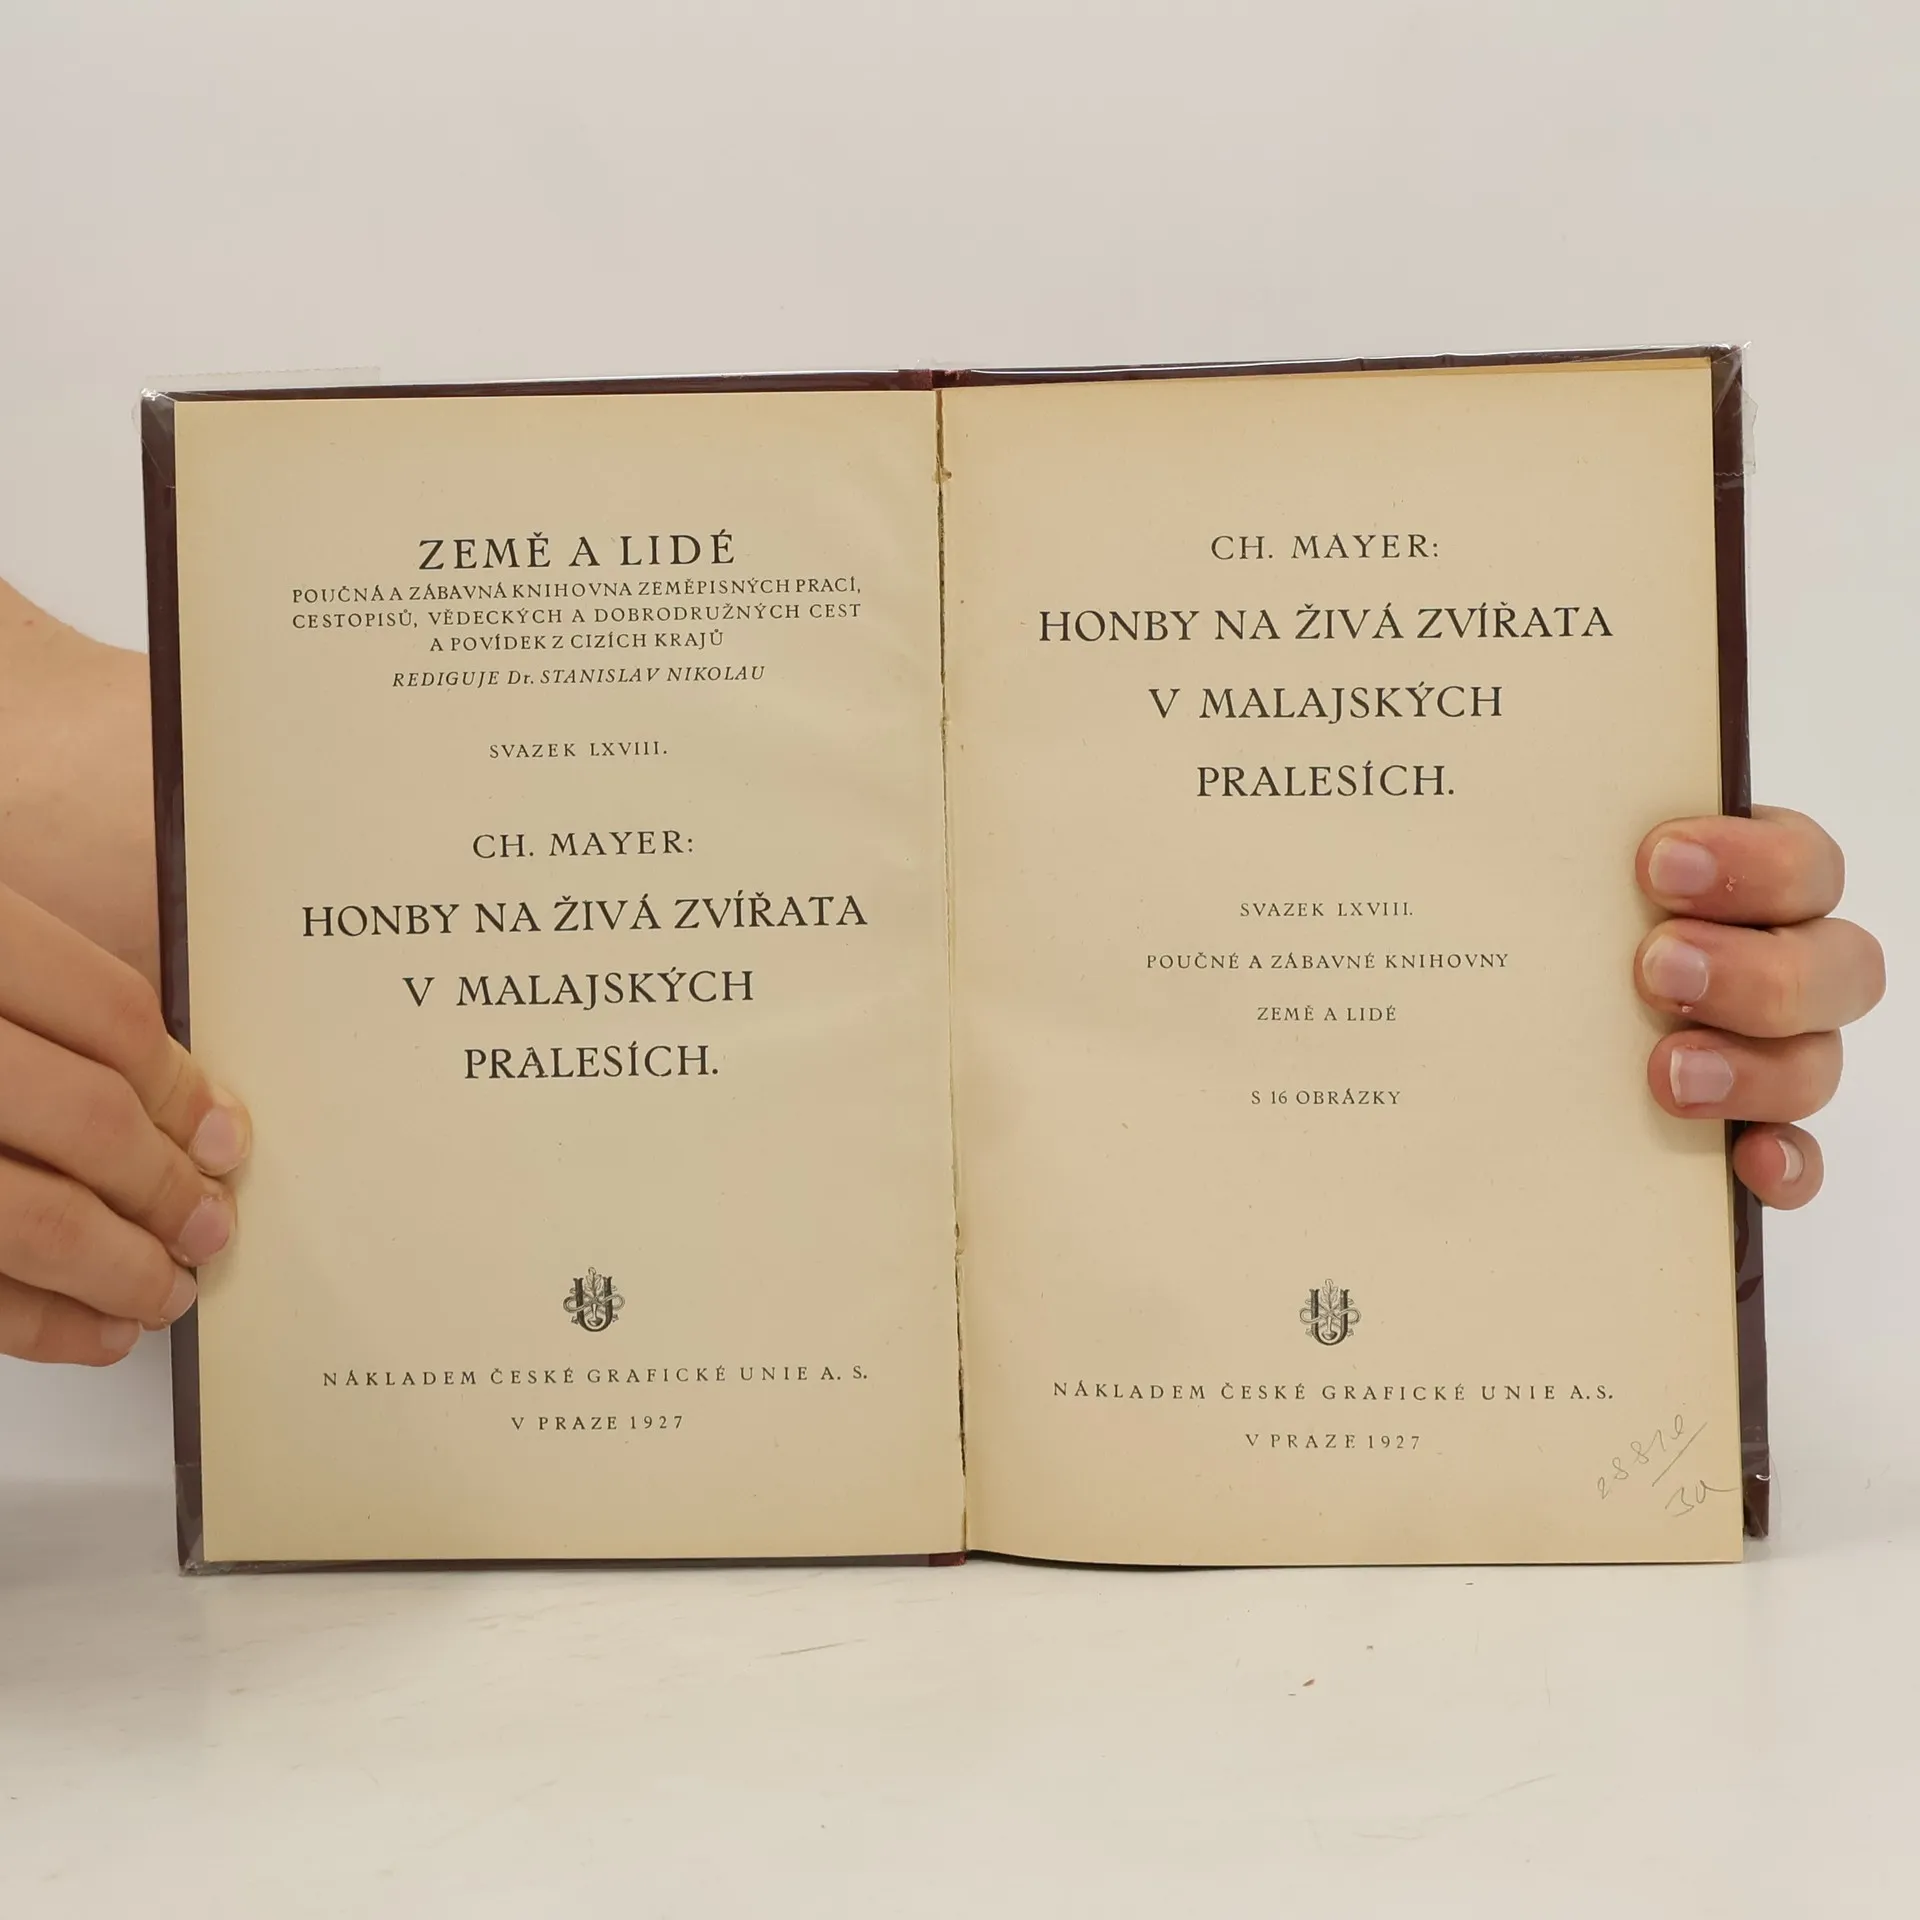 ZEMĚ A LIDÉ
POUČNÁ A ZÁBAVNÁ KNIHOVNA ZEMĚPISNÝCH PRACÍ,
CESTOPISŮ, VĚDECKÝCH A DOBRODRUŽNÝCH CEST
A POVÍDEK Z CIZÍCH KRAJŮ
REDIGUJE Dr. STANISLAV NIKOLAU
SVAZEK LXVIII.
CH. MAYER:
HONBY NA ŽIVÁ ZVÍŘATA
V MALAJSKÝCH
PRALESÍCH.
NÁKLADEM ČESKÉ GRAFICKÉ UNIE A. S.
V PRAZE 1927
CH. MAYER:
HONBY NA ŽIVÁ ZVÍŘATA
V MALAJSKÝCH
PRALESÍCH.
SVAZEK LXVIII.
POUČNÉ A ZÁBAVNÉ KNIHOVNY
ZEMĚ A LIDÉ
S 16 OBRÁZKY
NÁKLADEM ČESKÉ GRAFICKÉ UNIE A. S.
V PRAZE 1927